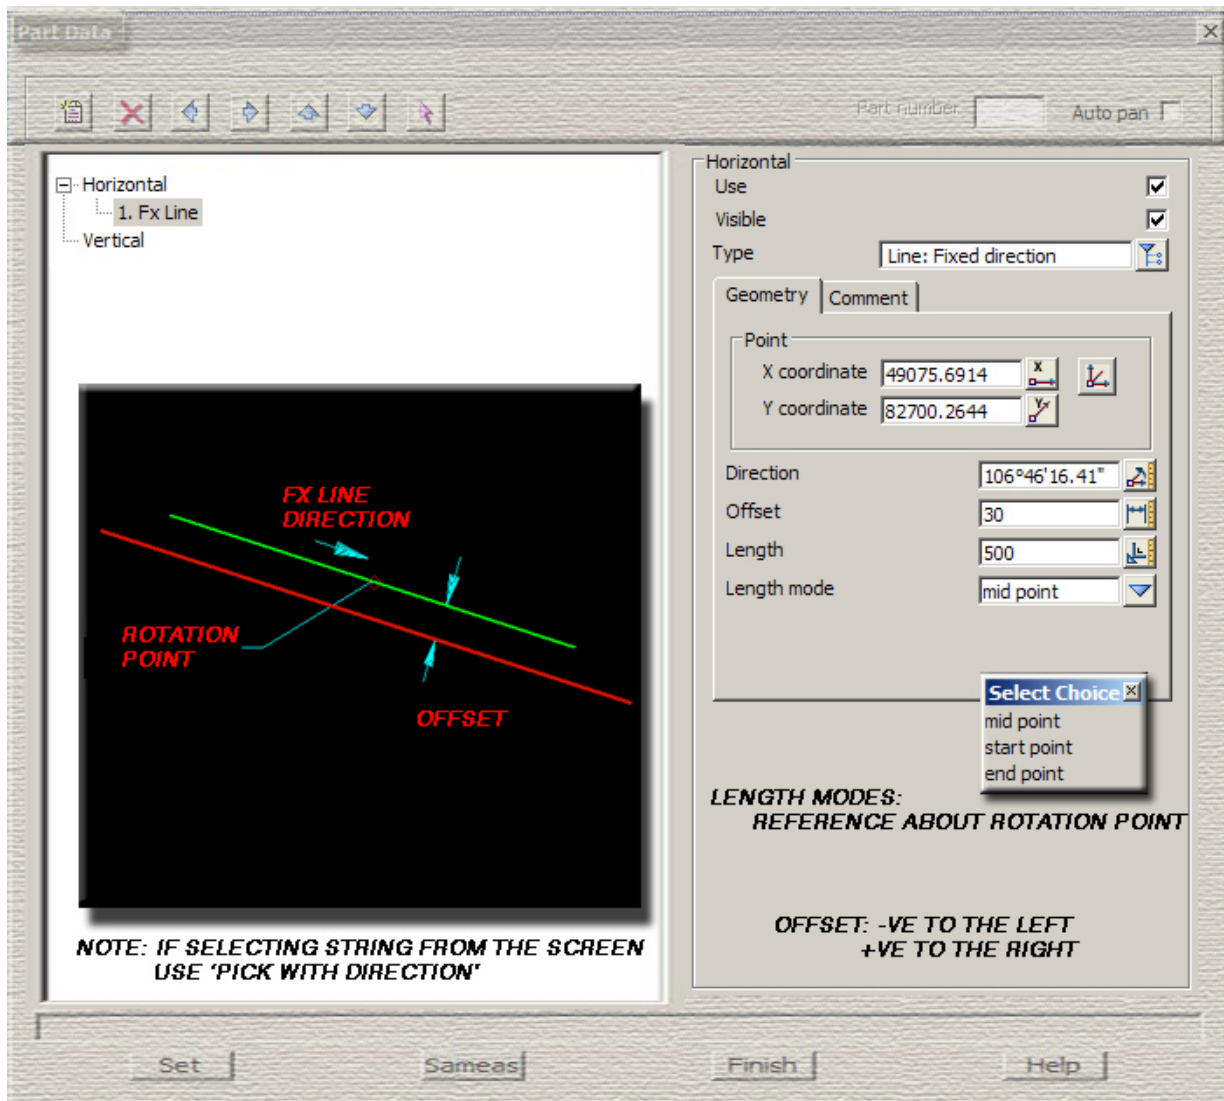 Part Data
Part number
Auto pan
Horizontal
1. Fx Line
Vertical
FX LINE
DIRECTION
ROTATION
POINT
OFFSET
NOTE: IF SELECTING STRING FROM THE SCREEN
USE 'PICK WITH DIRECTION'
Horizontal
Use
Visible
Type Line: Fixed direction
Geometry Comment
Point
X coordinate 49075.6914 X
Y coordinate 82700.2644 Y
Direction 106°46'16.41"
Offset 30
Length 500
Length mode mid point
Select Choice
mid point
start point
end point
LENGTH MODES:
REFERENCE ABOUT ROTATION POINT
OFFSET: -VE TO THE LEFT
+VE TO THE RIGHT
Set Sameas Finish Help